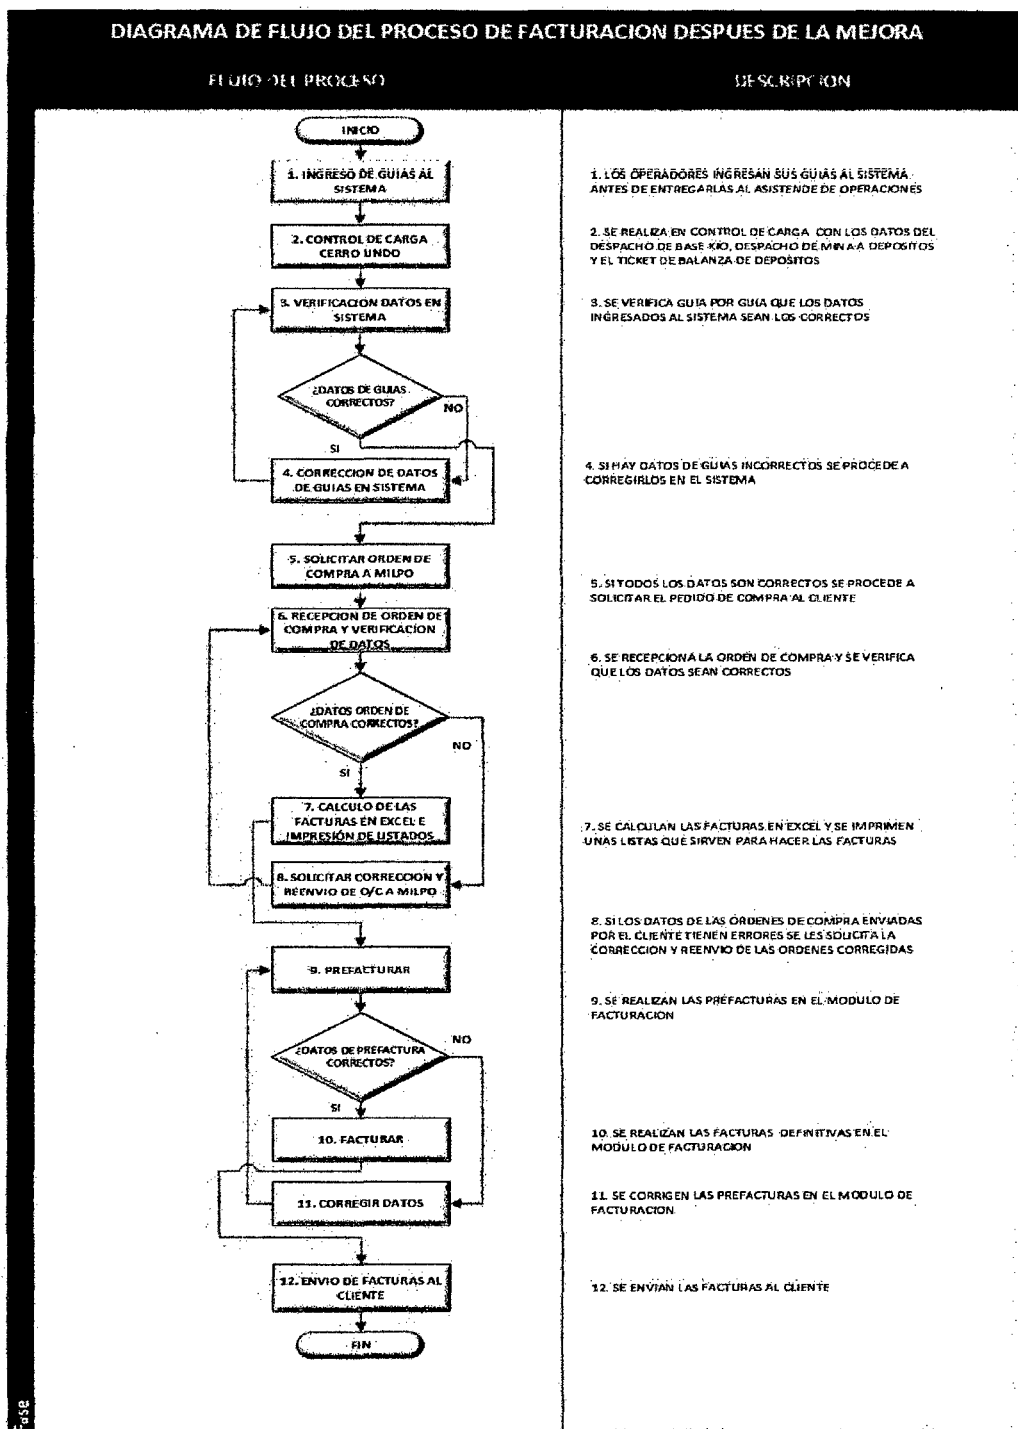 DIAGRAMA DE FLUJO DEL PROCESO DE FACTURACION DESPUES DE LA MEJORA
FLUJO DEL PROCESO
DESCRIPCION
INICIO
1. INGRESO DE GUIAS AL
SISTEMA
1. LOS OPERADORES INGRESAN SUS GUIAS AL SISTEMA
ANTES DE ENTREGARLAS AL ASISTENDE DE OPERACIONES
2. CONTROL DE CARGA
CERRO LINDO
2. SE REALIZA EN CONTROL DE CARGA CON LOS DATOS DEL
DESPACHO DE BASE KIO, DESPACHO DE MINA A DEPOSITOS
Y EL TICKET DE BALANZA DE DEPOSITOS
3. VERIFICACIÓN DATOS EN
SISTEMA
3. SE VERIFICA GUIA POR GUIA QUE LOS DATOS
INGRESADOS AL SISTEMA SEAN LOS CORRECTOS
¿DATOS DE GUIAS
CORRECTOS?
NO
SI
4. CORRECCION DE DATOS
DE GUIAS EN SISTEMA
4. SI HAY DATOS DE GUIAS INCORRECTOS SE PROCEDE A
CORREGIRLOS EN EL SISTEMA
5. SOLICITAR ORDEN DE
COMPRA A MILPO
5. SI TODOS LOS DATOS SON CORRECTOS SE PROCEDE A
SOLICITAR EL PEDIDO DE COMPRA AL CLIENTE
6. RECEPCION DE ORDEN DE
COMPRA Y VERIFICACION
DE DATOS
6. SE RECEPCIONA LA ORDEN DE COMPRA Y SE VERIFICA
QUE LOS DATOS SEAN CORRECTOS
¿DATOS ORDEN DE
COMPRA CORRECTOS?
NO
SI
7. CALCULO DE LAS
FACTURAS EN EXCEL E
IMPRESIÓN DE LISTADOS
7. SE CALCULAN LAS FACTURAS EN EXCEL Y SE IMPRIMEN
UNAS LISTAS QUE SIRVEN PARA HACER LAS FACTURAS
8. SOLICITAR CORRECCION Y
REENVIO DE O/C A MILPO
8. SI LOS DATOS DE LAS ORDENES DE COMPRA ENVIADAS
POR EL CLIENTE TIENEN ERRORES SE LES SOLICITA LA
CORRECCION Y REENVIO DE LAS ORDENES CORREGIDAS
9. PREFACTURAR
9. SE REALIZAN LAS PREFACTURAS EN EL MODULO DE
FACTURACION
¿DATOS DE PREFACTURA
CORRECTOS?
NO
SI
10. FACTURAR
10. SE REALIZAN LAS FACTURAS DEFINITIVAS EN EL
MODULO DE FACTURACION
11. CORREGIR DATOS
11. SE CORRIGEN LAS PREFACTURAS EN EL MODULO DE
FACTURACION
12. ENVIO DE FACTURAS AL
CLIENTE
12. SE ENVIAN LAS FACTURAS AL CLIENTE
FIN
Fase